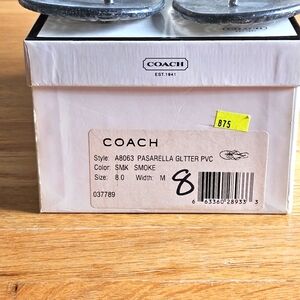 COACH
EST. 1941
875
COACH
Style: A8063 PASARELLA GLTTER PVC
Color: SMK SMOKE
Size: 8.0 Width: M
8
037789
6 63360 28933 3